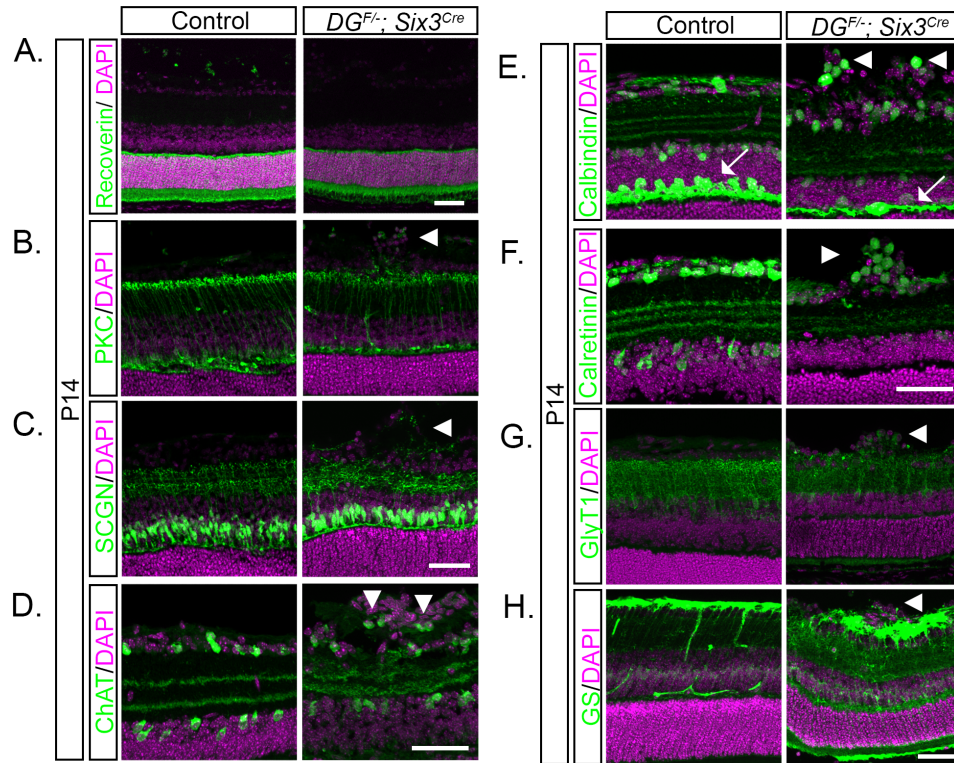 Control
DG^F/-; Six3^Cre
A.
Recoverin/ DAPI
B.
PKC/DAPI
P14
C.
SCGN/DAPI
D.
ChAT/DAPI
Control
DG^F/-; Six3^Cre
E.
Calbindin/DAPI
F.
Calretinin/DAPI
P14
G.
GlyT1/DAPI
H.
GS/DAPI